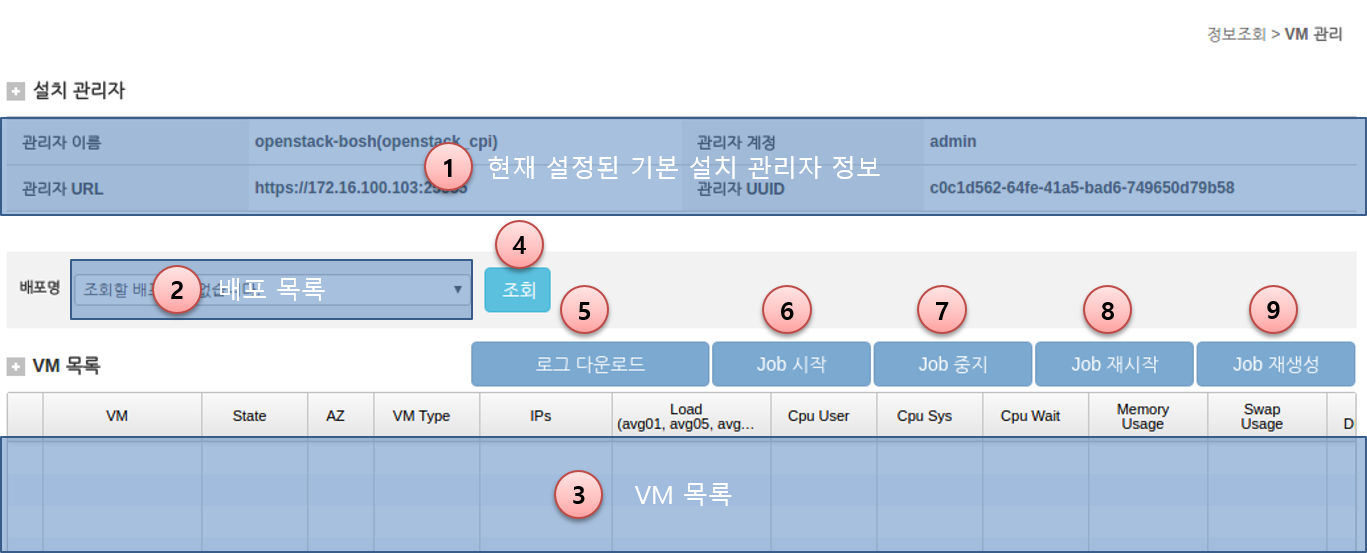 정보조회 > VM 관리
설치 관리자
관리자 이름 openstack-bosh(openstack_cpi) 관리자 계정 admin
1 현재 설정된 기본 설치 관리자 정보
관리자 URL https://172.16.100.103: 관리자 UUID c0c1d562-64fe-41a5-bad6-749650d79b58
4
배포명 조회할 2 배포 목록 조회
5 6 7 8 9
VM 목록 로그 다운로드 Job 시작 Job 중지 Job 재시작 Job 재생성
VM State AZ VM Type IPs Load Cpu User Cpu Sys Cpu Wait Memory Swap
(avg01, avg05, avg... Usage Usage D
3 VM 목록